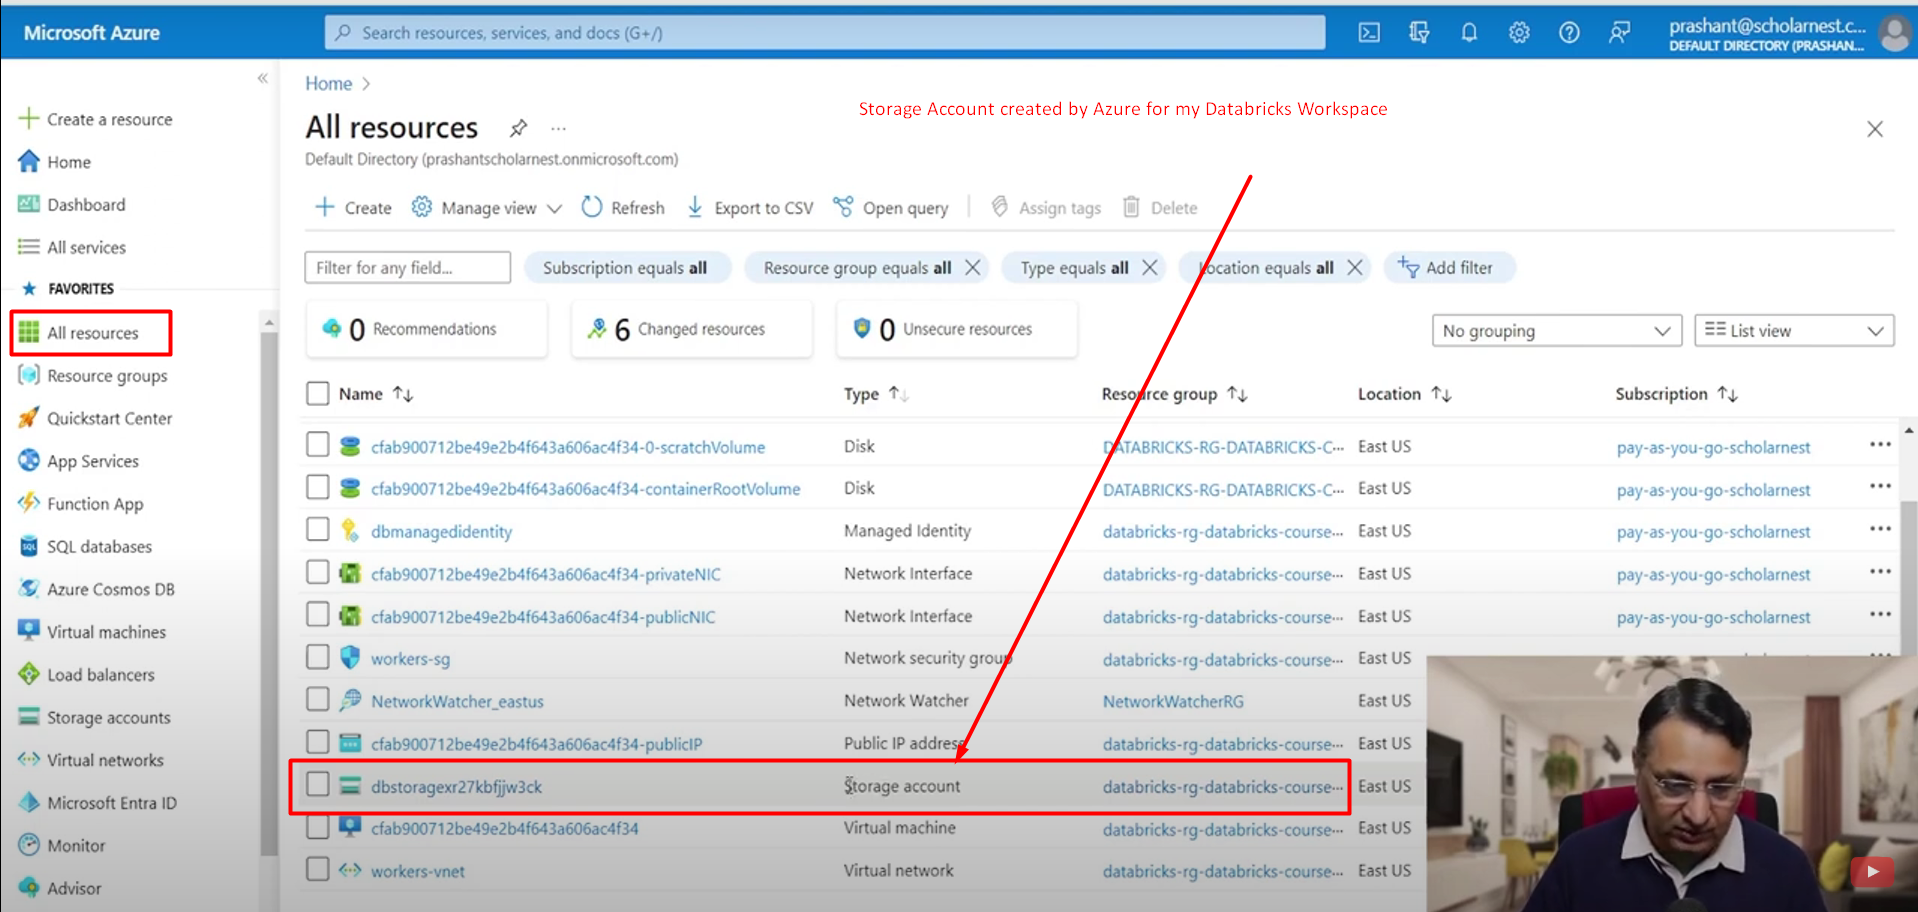 Microsoft Azure
Search resources, services, and docs (G+/)
prashant@scholarnest.c...
DEFAULT DIRECTORY (PRASHAN...
Create a resource
Home
Dashboard
All services
FAVORITES
All resources
Resource groups
Quickstart Center
App Services
Function App
SQL databases
Azure Cosmos DB
Virtual machines
Load balancers
Storage accounts
Virtual networks
Microsoft Entra ID
Monitor
Advisor
Home >
All resources ...
Default Directory (prashantscholarnest.onmicrosoft.com)
Storage Account created by Azure for my Databricks Workspace
Create Manage view Refresh Export to CSV Open query Assign tags Delete
Filter for any field... Subscription equals all Resource group equals all Type equals all Location equals all Add filter
0 Recommendations 6 Changed resources 0 Unsecure resources
No grouping List view
Name Type Resource group Location Subscription
cfab900712be49e2b4f643a606ac4f34-0-scratchVolume Disk DATABRICKS-RG-DATABRICKS-C... East US pay-as-you-go-scholarnest ...
cfab900712be49e2b4f643a606ac4f34-containerRootVolume Disk DATABRICKS-RG-DATABRICKS-C... East US pay-as-you-go-scholarnest ...
dbmanagedidentity Managed Identity databricks-rg-databricks-course... East US pay-as-you-go-scholarnest ...
cfab900712be49e2b4f643a606ac4f34-privateNIC Network Interface databricks-rg-databricks-course... East US pay-as-you-go-scholarnest ...
cfab900712be49e2b4f643a606ac4f34-publicNIC Network Interface databricks-rg-databricks-course... East US pay-as-you-go-scholarnest ...
workers-sg Network security group databricks-rg-databricks-course... East US
NetworkWatcher_eastus Network Watcher NetworkWatcherRG East US
cfab900712be49e2b4f643a606ac4f34-publicIP Public IP address databricks-rg-databricks-course... East US
dbstoragexr27kbfjjw3ck Storage account databricks-rg-databricks-course... East US
cfab900712be49e2b4f643a606ac4f34 Virtual machine databricks-rg-databricks-course... East US
workers-vnet Virtual network databricks-rg-databricks-course... East US